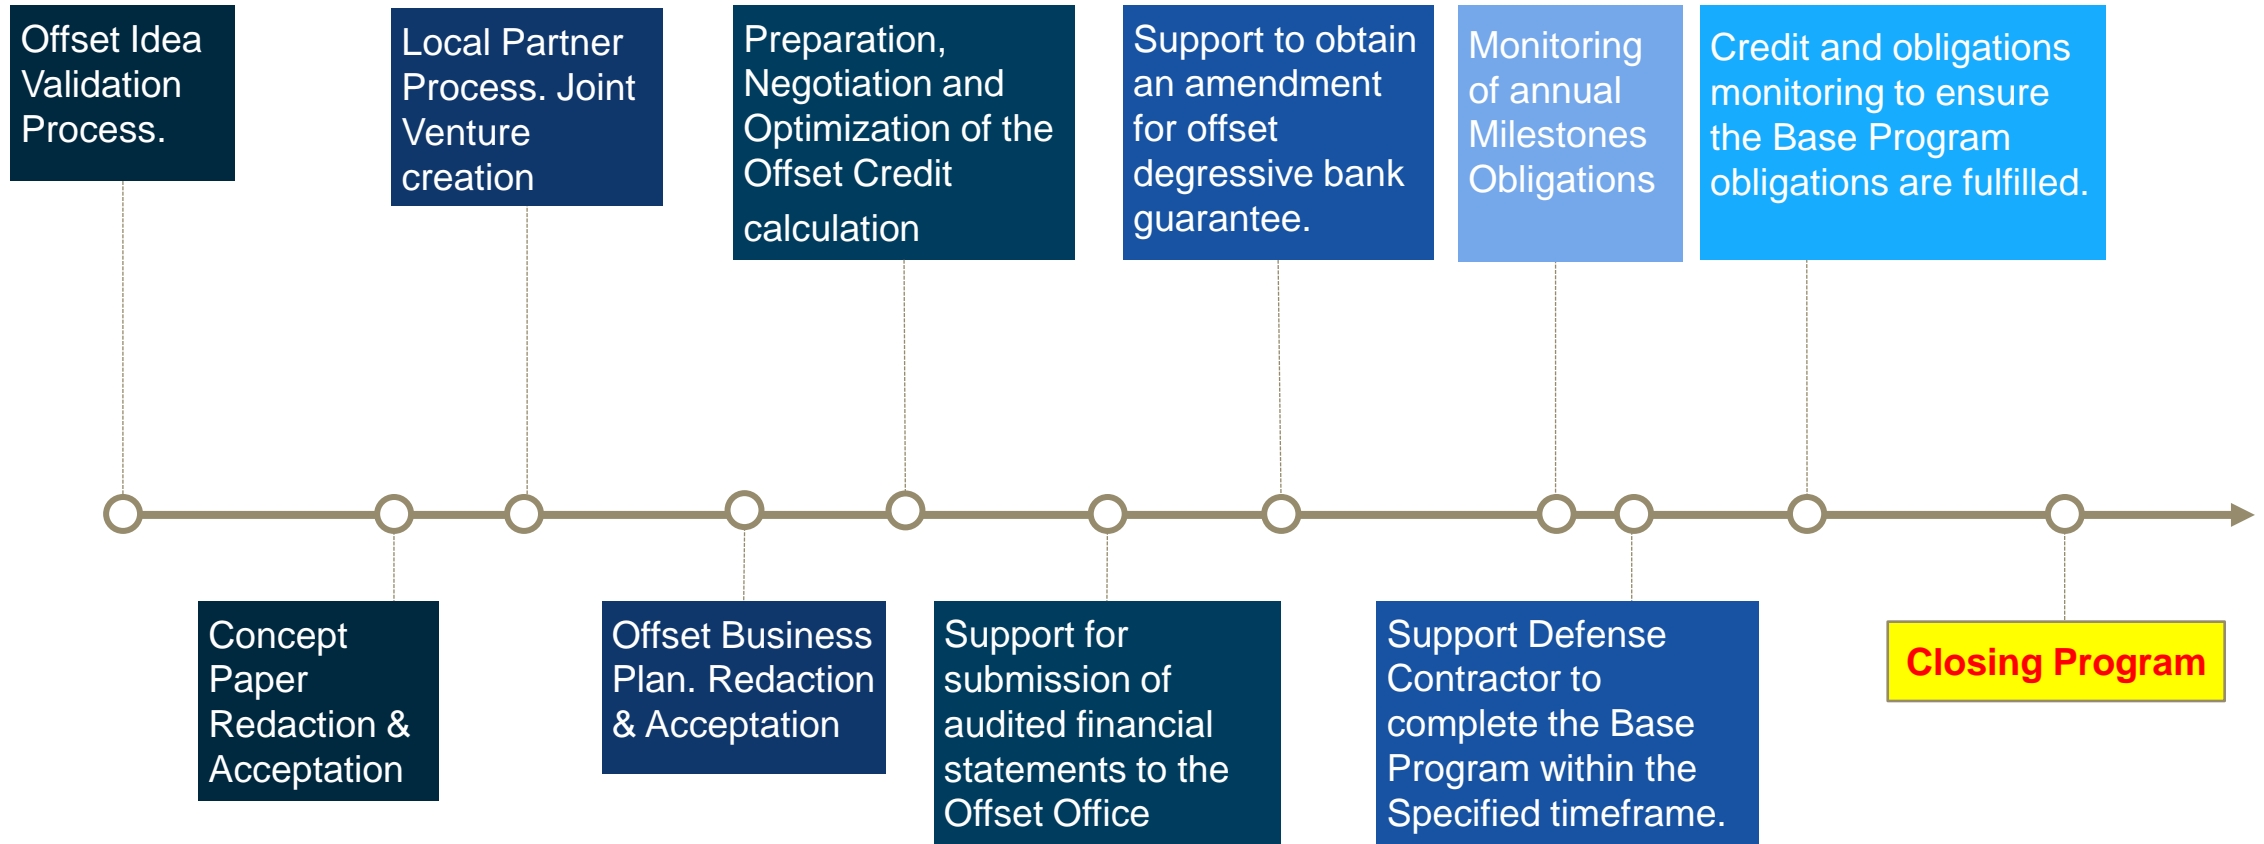 Offset Idea
Validation
Process.
Local Partner
Process. Joint
Venture
creation
Preparation,
Negotiation and
Optimization of the
Offset Credit
calculation
Support to obtain
an amendment
for offset
degressive bank
guarantee.
Monitoring
of annual
Milestones
Obligations
Credit and obligations
monitoring to ensure
the Base Program
obligations are fulfilled.
Concept
Paper
Redaction &
Acceptation
Offset Business
Plan. Redaction
& Acceptation
Support for
submission of
audited financial
statements to the
Offset Office
Support Defense
Contractor to
complete the Base
Program within the
Specified timeframe.
Closing Program